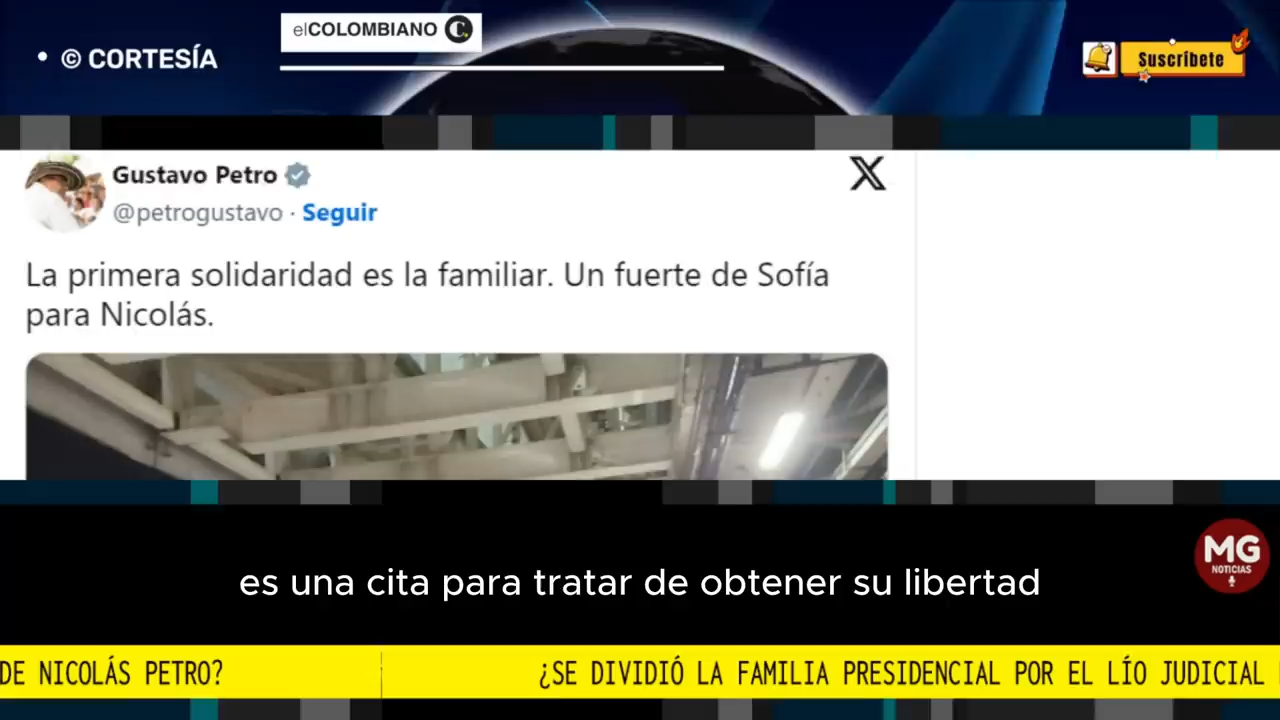 © CORTESÍA
elCOLOMBIANO C.
Suscríbete
Gustavo Petro
@petrogustavo · Seguir
La primera solidaridad es la familiar. Un fuerte de Sofía
para Nicolás.
es una cita para tratar de obtener su libertad
MG
NOTICIAS
DE NICOLÁS PETRO? ¿SE DIVIDIÓ LA FAMILIA PRESIDENCIAL POR EL LÍO JUDICIAL